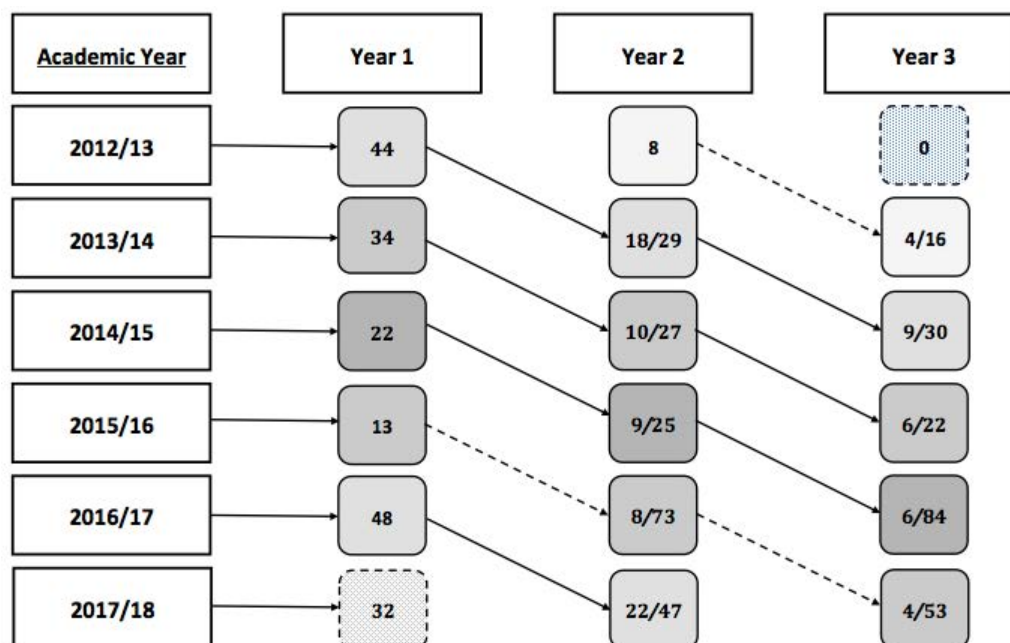 Academic Year Year 1 Year 2 Year 3
2012/13 44 8 0
2013/14 34 18/29 4/16
2014/15 22 10/27 9/30
2015/16 13 9/25 6/22
2016/17 48 8/73 6/84
2017/18 32 22/47 4/53